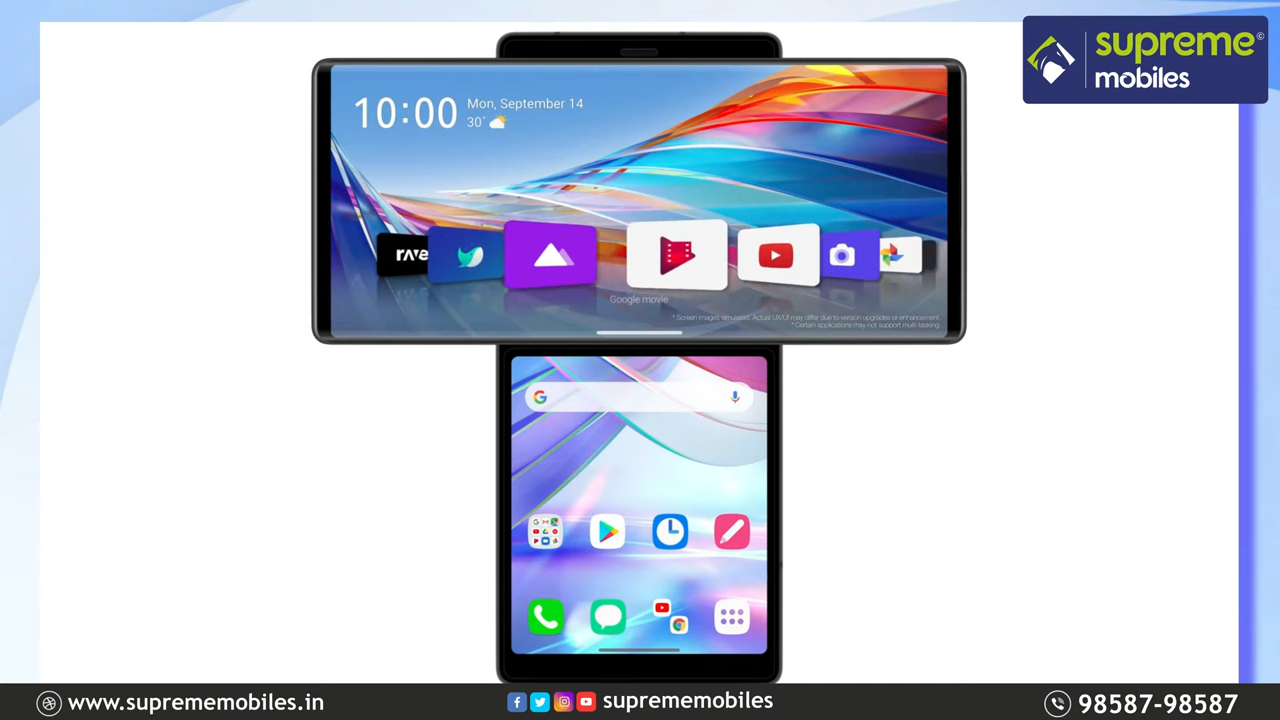 supreme©
mobiles
10:00
Mon, September 14
30°
rave
Google movie
* Screen images simulated. Actual UX/UI may differ due to version upgrades or enhancement.
* Certain applications may not support multi-tasking.
www.suprememobiles.in
suprememobiles
98587-98587